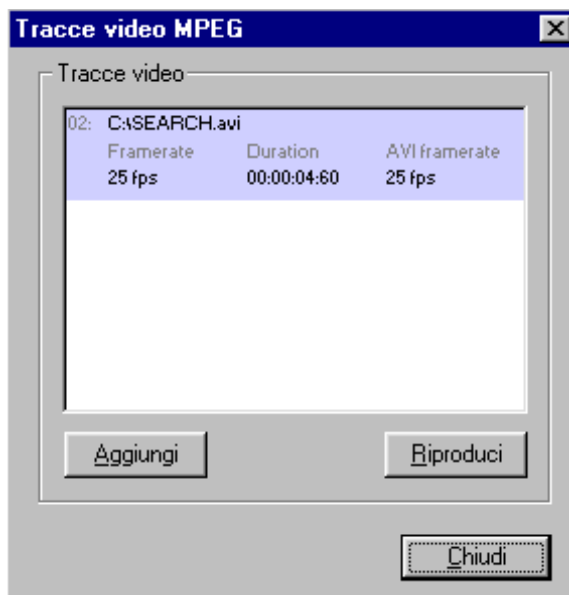 Tracce video MPEG
Tracce video
02: C:\SEARCH.avi
Framerate Duration AVI framerate
25 fps 00:00:04:60 25 fps
Aggiungi Riproduci
Chiudi